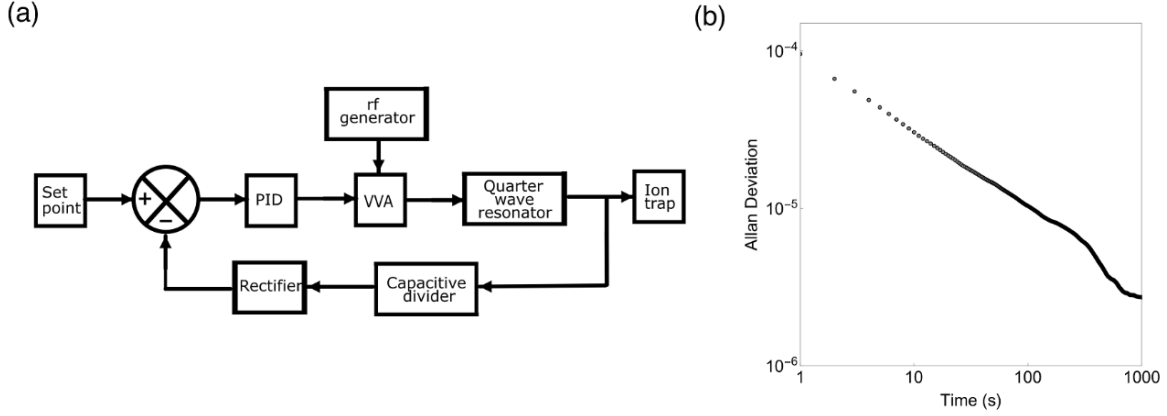 (a)
rf
generator
Set
point
+
−
PID
VVA
Quarter
wave
resonator
Ion
trap
Rectifier
Capacitive
divider
(b)
10⁻⁴
10⁻⁵
10⁻⁶
Allan Deviation
1
10
100
1000
Time (s)